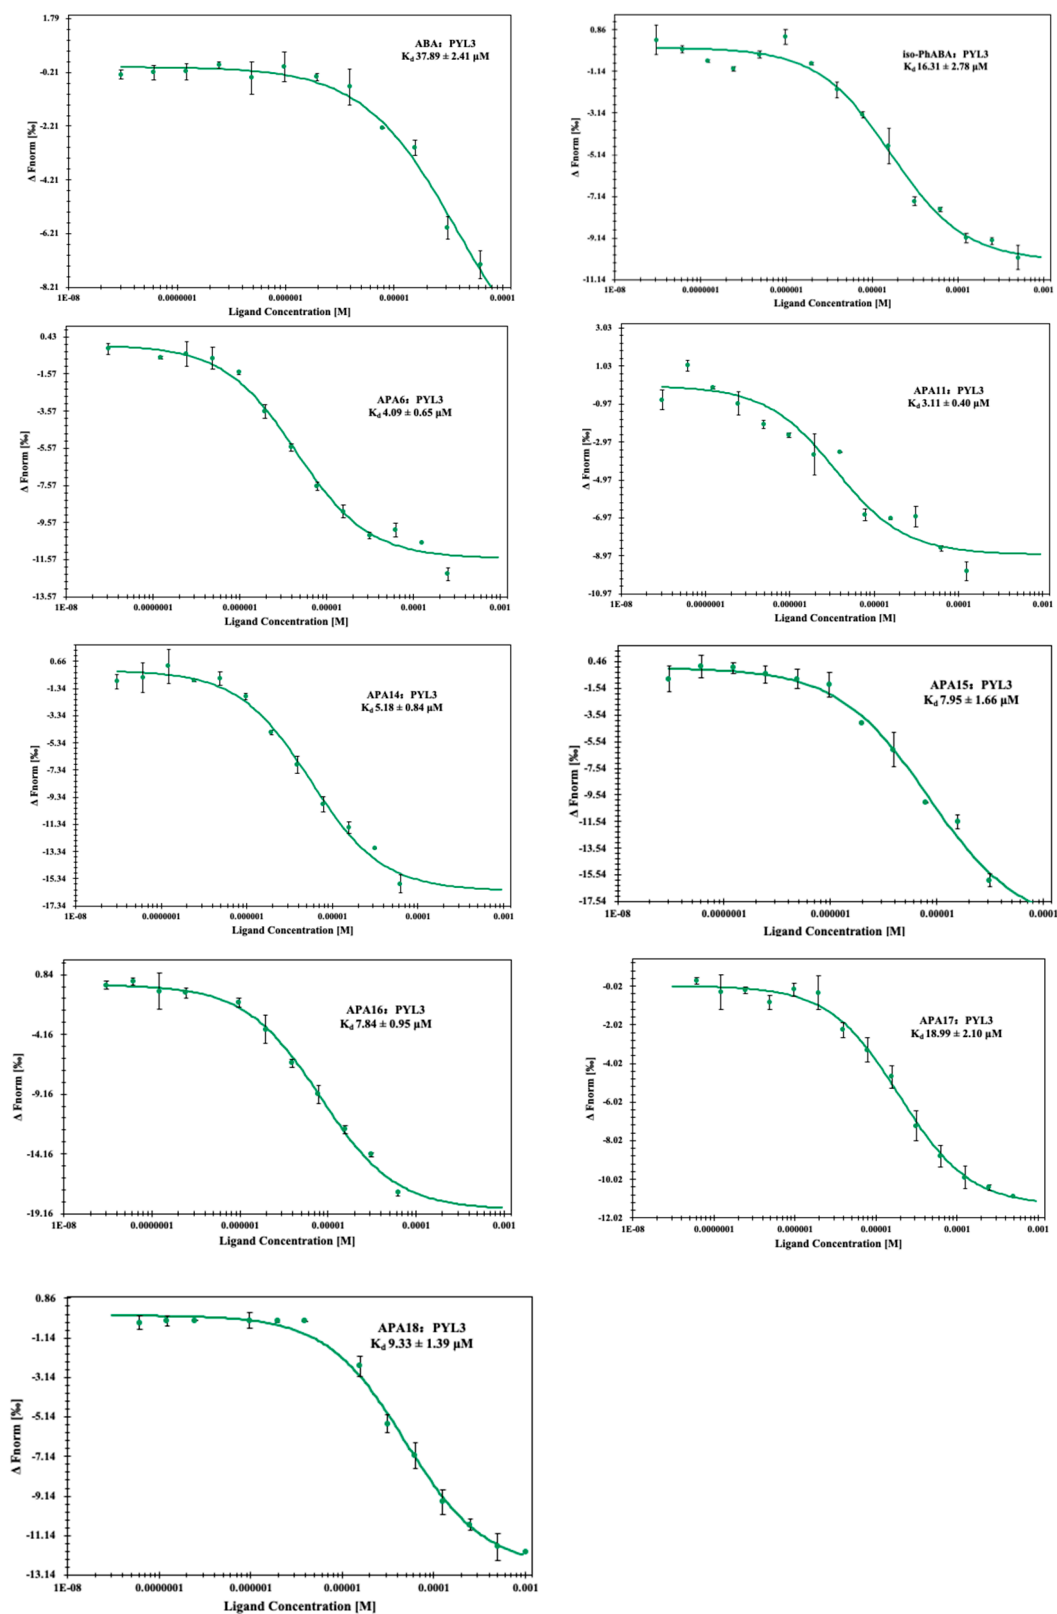 ABA： PYL3
Kd 37.89 ± 2.41 μM
1.79
-0.21
-2.21
-4.21
-6.21
-8.21
Δ Fnorm [‰]
1E-08 0.0000001 0.000001 0.00001 0.0001
Ligand Concentration [M]
iso-PhABA： PYL3
Kd 16.31 ± 2.78 μM
0.86
-1.14
-3.14
-5.14
-7.14
-9.14
-11.14
Δ Fnorm [‰]
1E-08 0.0000001 0.000001 0.00001 0.0001 0.001
Ligand Concentration [M]
APA6： PYL3
Kd 4.09 ± 0.65 μM
0.43
-1.57
-3.57
-5.57
-7.57
-9.57
-11.57
-13.57
Δ Fnorm [‰]
1E-08 0.0000001 0.000001 0.00001 0.0001 0.001
Ligand Concentration [M]
APA11： PYL3
Kd 3.11 ± 0.40 μM
3.03
1.03
-0.97
-2.97
-4.97
-6.97
-8.97
-10.97
Δ Fnorm [‰]
1E-08 0.0000001 0.000001 0.00001 0.0001 0.001
Ligand Concentration [M]
APA14： PYL3
Kd 5.18 ± 0.84 μM
0.66
-1.34
-3.34
-5.34
-7.34
-9.34
-11.34
-13.34
-15.34
-17.34
Δ Fnorm [‰]
1E-08 0.0000001 0.000001 0.00001 0.0001 0.001
Ligand Concentration [M]
APA15： PYL3
Kd 7.95 ± 1.66 μM
0.46
-1.54
-3.54
-5.54
-7.54
-9.54
-11.54
-13.54
-15.54
-17.54
Δ Fnorm [‰]
1E-08 0.0000001 0.000001 0.00001 0.0001
Ligand Concentration [M]
APA16： PYL3
Kd 7.84 ± 0.95 μM
0.84
-4.16
-9.16
-14.16
-19.16
Δ Fnorm [‰]
1E-08 0.0000001 0.000001 0.00001 0.0001 0.001
Ligand Concentration [M]
APA17： PYL3
Kd 18.99 ± 2.10 μM
-0.02
-2.02
-4.02
-6.02
-8.02
-10.02
-12.02
Δ Fnorm [‰]
1E-08 0.0000001 0.000001 0.00001 0.0001 0.001
Ligand Concentration [M]
APA18： PYL3
Kd 9.33 ± 1.39 μM
0.86
-1.14
-3.14
-5.14
-7.14
-9.14
-11.14
-13.14
Δ Fnorm [‰]
1E-08 0.0000001 0.000001 0.00001 0.0001 0.001
Ligand Concentration [M]